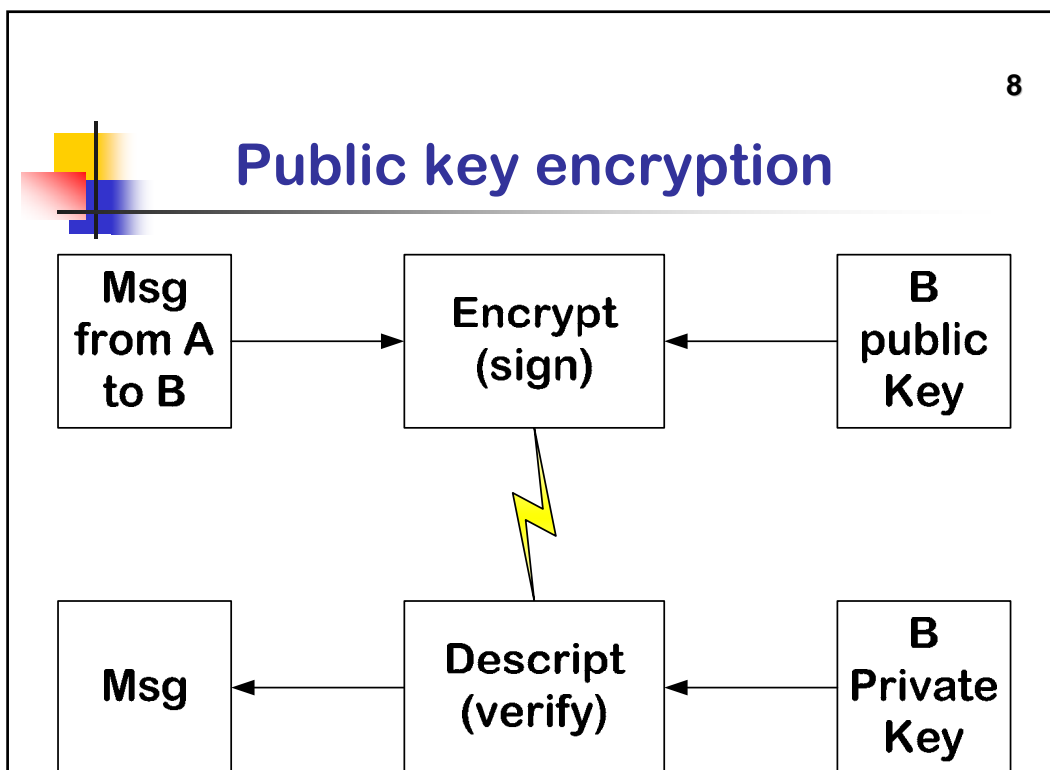 8
Public key encryption
Msg
from A
to B
Encrypt
(sign)
B
public
Key
Msg
Descript
(verify)
B
Private
Key